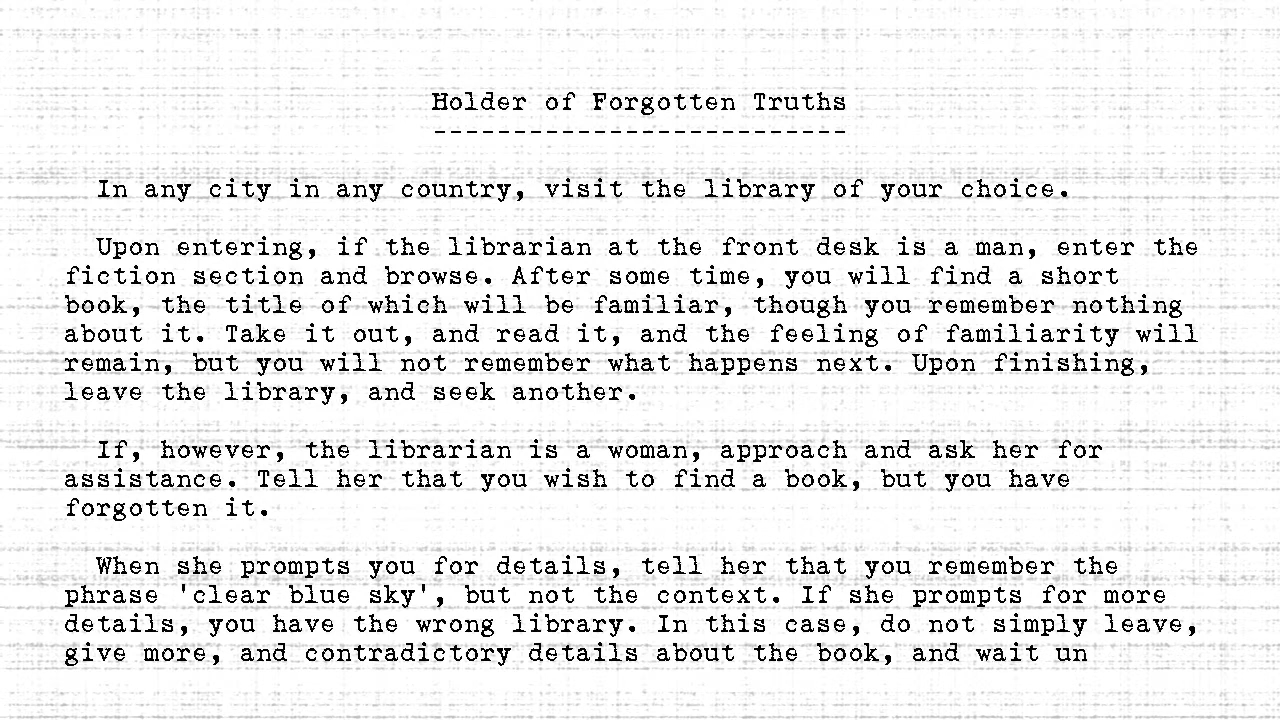 Holder of Forgotten Truths
--------------------------
In any city in any country, visit the library of your choice.
Upon entering, if the librarian at the front desk is a man, enter the
fiction section and browse. After some time, you will find a short
book, the title of which will be familiar, though you remember nothing
about it. Take it out, and read it, and the feeling of familiarity will
remain, but you will not remember what happens next. Upon finishing,
leave the library, and seek another.
If, however, the librarian is a woman, approach and ask her for
assistance. Tell her that you wish to find a book, but you have
forgotten it.
When she prompts you for details, tell her that you remember the
phrase 'clear blue sky', but not the context. If she prompts for more
details, you have the wrong library. In this case, do not simply leave,
give more, and contradictory details about the book, and wait un